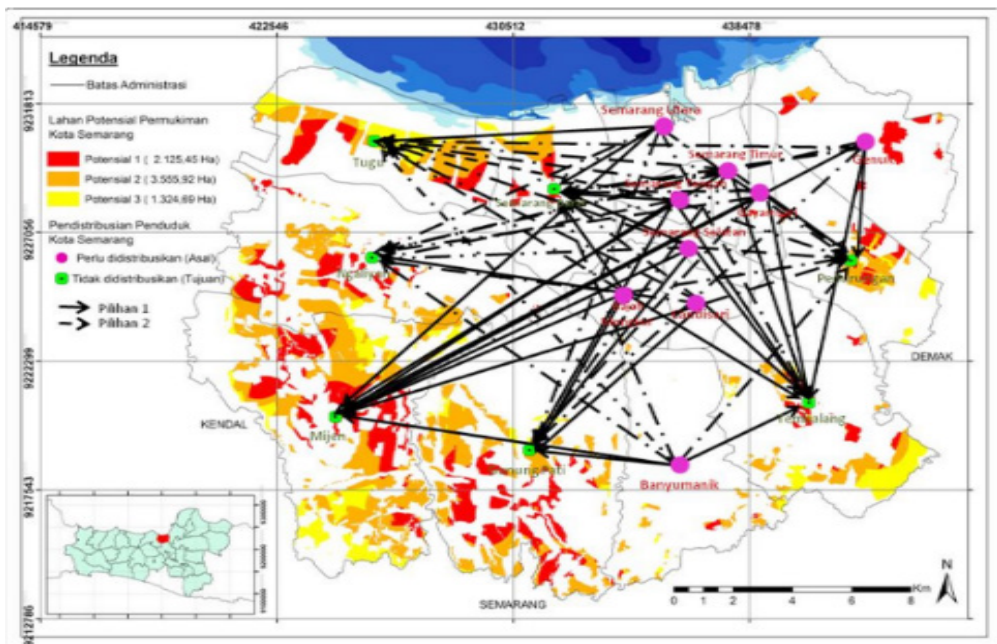 414579
422546
430512
438478
Legenda
Batas Administrasi
Lahan Potensial Permukiman
Kota Semarang
Potensial 1 ( 2.125,45 Ha)
Potensial 2 ( 3.555,92 Ha)
Potensial 3 ( 1.324,69 Ha)
Pendistribusian Penduduk
Kota Semarang
Perlu didistribusikan (Asal)
Tidak didistribusikan (Tujuan)
Pilihan 1
Pilihan 2
9231813
9227056
9222299
9217543
9212786
Semarang Utara
Tugu
Semarang Timur
Genuk
Semarang
Semarang Selatan
Banyumanik
Tembalang
Mijen
KENDAL
DEMAK
SEMARANG
N
0
1
2
4
6
8
Km